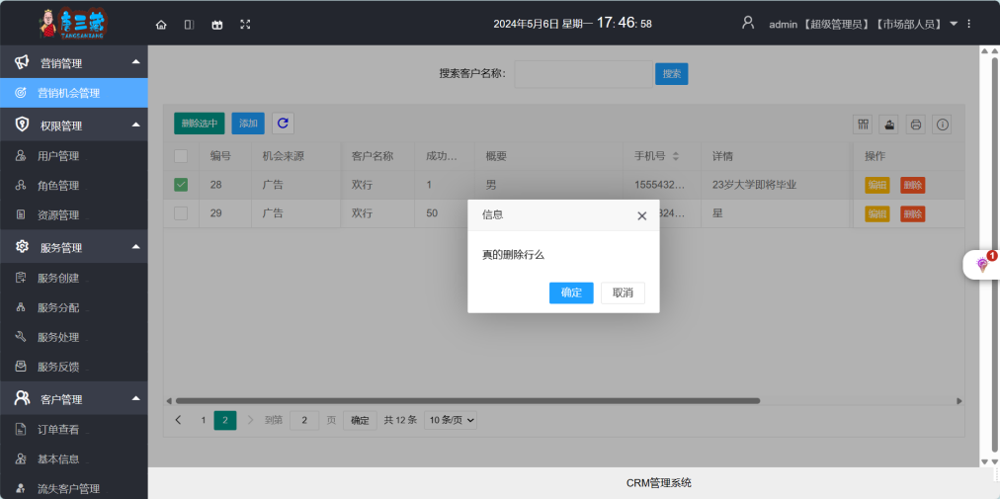 唐三藏
TANGSANZANG
2024年5月6日 星期一 17:46:58
admin 【超级管理员】【市场部人员】
营销管理
营销机会管理
权限管理
用户管理
角色管理
资源管理
服务管理
服务创建
服务分配
服务处理
服务反馈
客户管理
订单查看
基本信息
流失客户管理
搜索客户名称: 搜索
删除选中 添加
编号 机会来源 客户名称 成功... 概要 手机号 详情 操作
28 广告 欢行 1 男 1555432... 23岁大学即将毕业 编辑 删除
29 广告 欢行 50 324... 星 编辑 删除
信息
真的删除行么
确定 取消
1
1 2 到第 2 页 确定 共 12 条 10 条/页
CRM管理系统